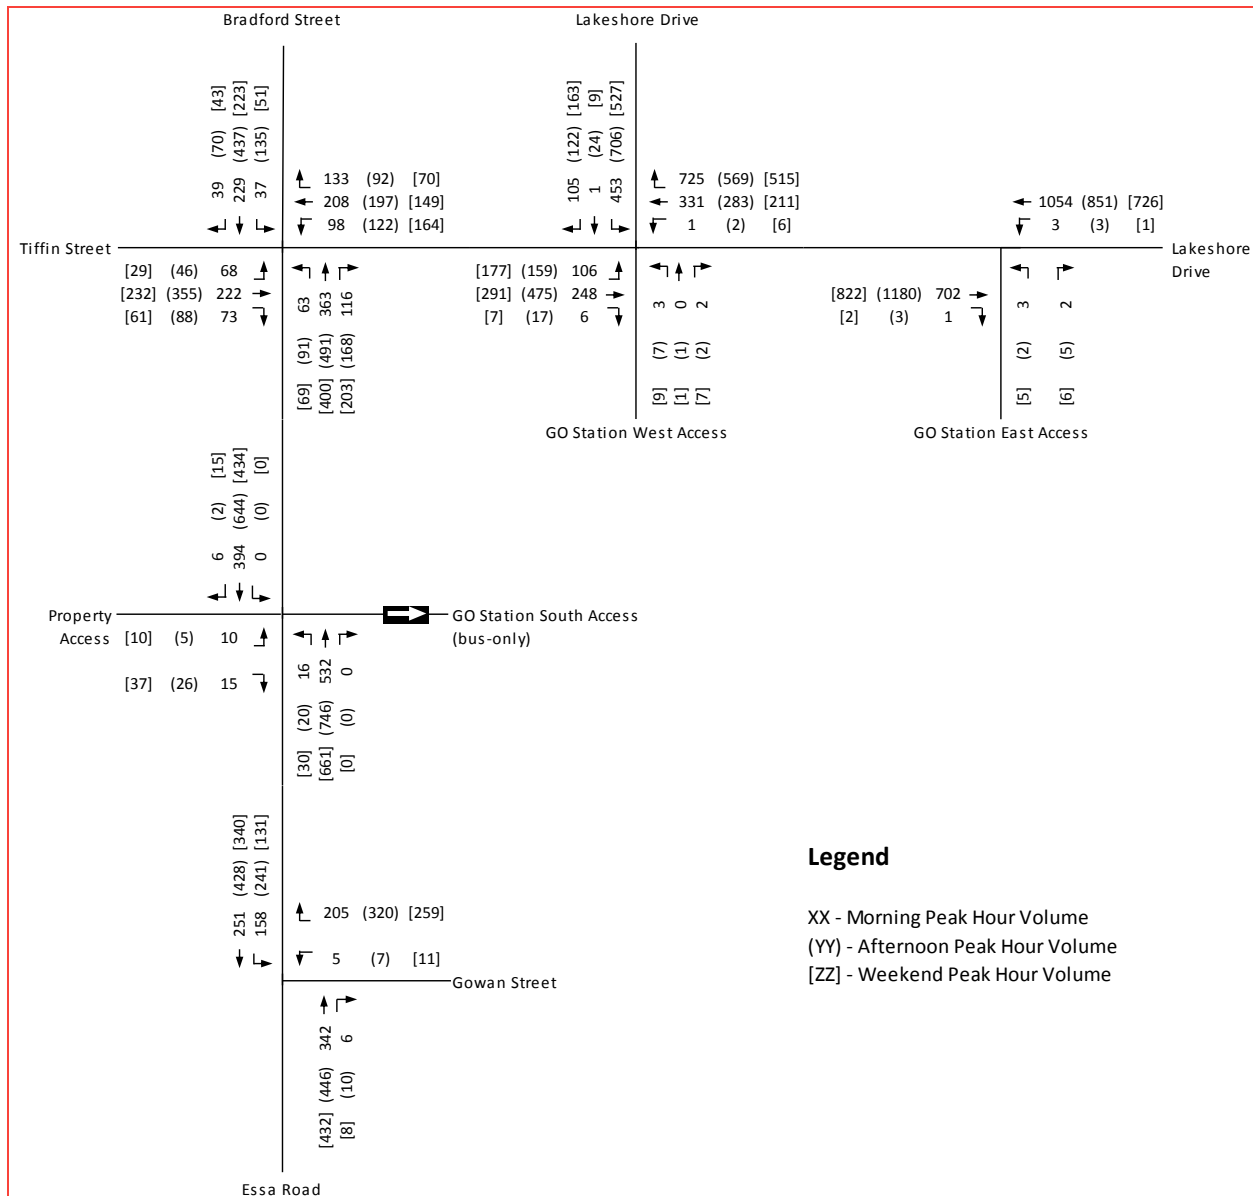 Bradford Street
Lakeshore Drive
39 (70) [43]
229 (437) [223]
37 (135) [51]
133 (92) [70]
208 (197) [149]
98 (122) [164]
105 (122) [163]
1 (24) [9]
453 (706) [527]
725 (569) [515]
331 (283) [211]
1 (2) [6]
1054 (851) [726]
3 (3) [1]
Tiffin Street
Lakeshore
Drive
[29] (46) 68
[232] (355) 222
[61] (88) 73
[69] (91) 63
[400] (491) 363
[203] (168) 116
[177] (159) 106
[291] (475) 248
[7] (17) 6
[9] (7) 3
[1] (1) 0
[7] (2) 2
[822] (1180) 702
[2] (3) 1
[5] (2) 3
[6] (5) 2
GO Station West Access
GO Station East Access
6 (2) [15]
394 (644) [434]
0 (0) [0]
Property
Access
GO Station South Access
(bus-only)
[10] (5) 10
[37] (26) 15
[30] (20) 16
[661] (746) 532
[0] (0) 0
251 (428) [340]
158 (241) [131]
205 (320) [259]
5 (7) [11]
Gowan Street
[432] (446) 342
[8] (10) 6
Essa Road
Legend
XX - Morning Peak Hour Volume
(YY) - Afternoon Peak Hour Volume
[ZZ] - Weekend Peak Hour Volume